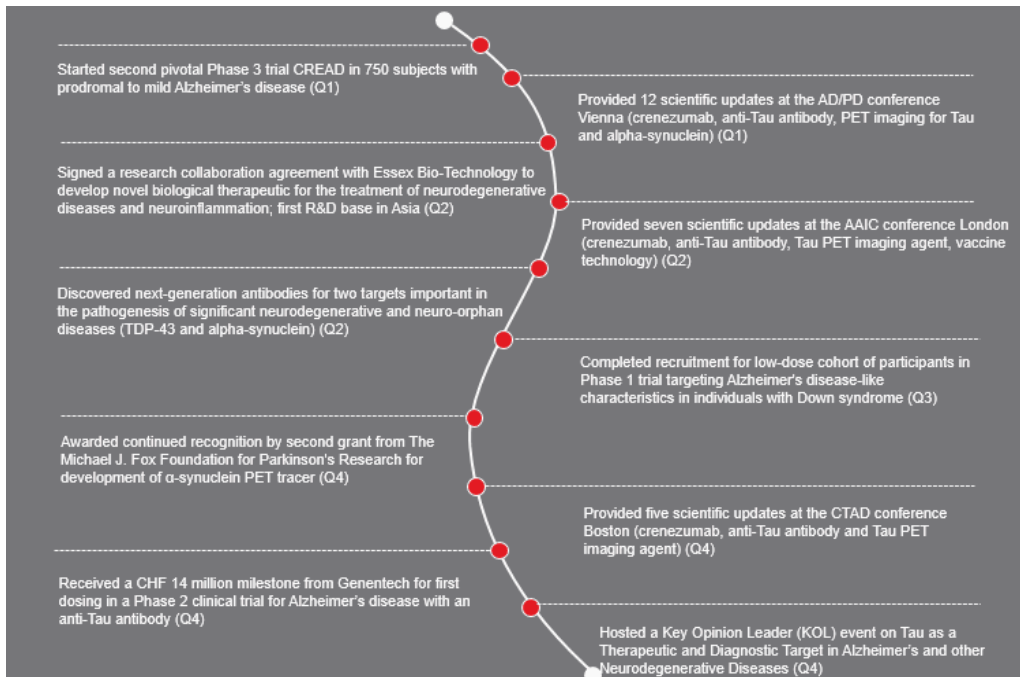 Started second pivotal Phase 3 trial CREAD in 750 subjects with
prodromal to mild Alzheimer's disease (Q1)
Provided 12 scientific updates at the AD/PD conference
Vienna (crenezumab, anti-Tau antibody, PET imaging for Tau
and alpha-synuclein) (Q1)
Signed a research collaboration agreement with Essex Bio-Technology to
develop novel biological therapeutic for the treatment of neurodegenerative
diseases and neuroinflammation; first R&D base in Asia (Q2)
Provided seven scientific updates at the AAIC conference London
(crenezumab, anti-Tau antibody, Tau PET imaging agent, vaccine
technology) (Q2)
Discovered next-generation antibodies for two targets important in
the pathogenesis of significant neurodegenerative and neuro-orphan
diseases (TDP-43 and alpha-synuclein) (Q2)
Completed recruitment for low-dose cohort of participants in
Phase 1 trial targeting Alzheimer's disease-like
characteristics in individuals with Down syndrome (Q3)
Awarded continued recognition by second grant from The
Michael J. Fox Foundation for Parkinson's Research for
development of α-synuclein PET tracer (Q4)
Provided five scientific updates at the CTAD conference
Boston (crenezumab, anti-Tau antibody and Tau PET
imaging agent) (Q4)
Received a CHF 14 million milestone from Genentech for first
dosing in a Phase 2 clinical trial for Alzheimer's disease with an
anti-Tau antibody (Q4)
Hosted a Key Opinion Leader (KOL) event on Tau as a
Therapeutic and Diagnostic Target in Alzheimer's and other
Neurodegenerative Diseases (Q4)